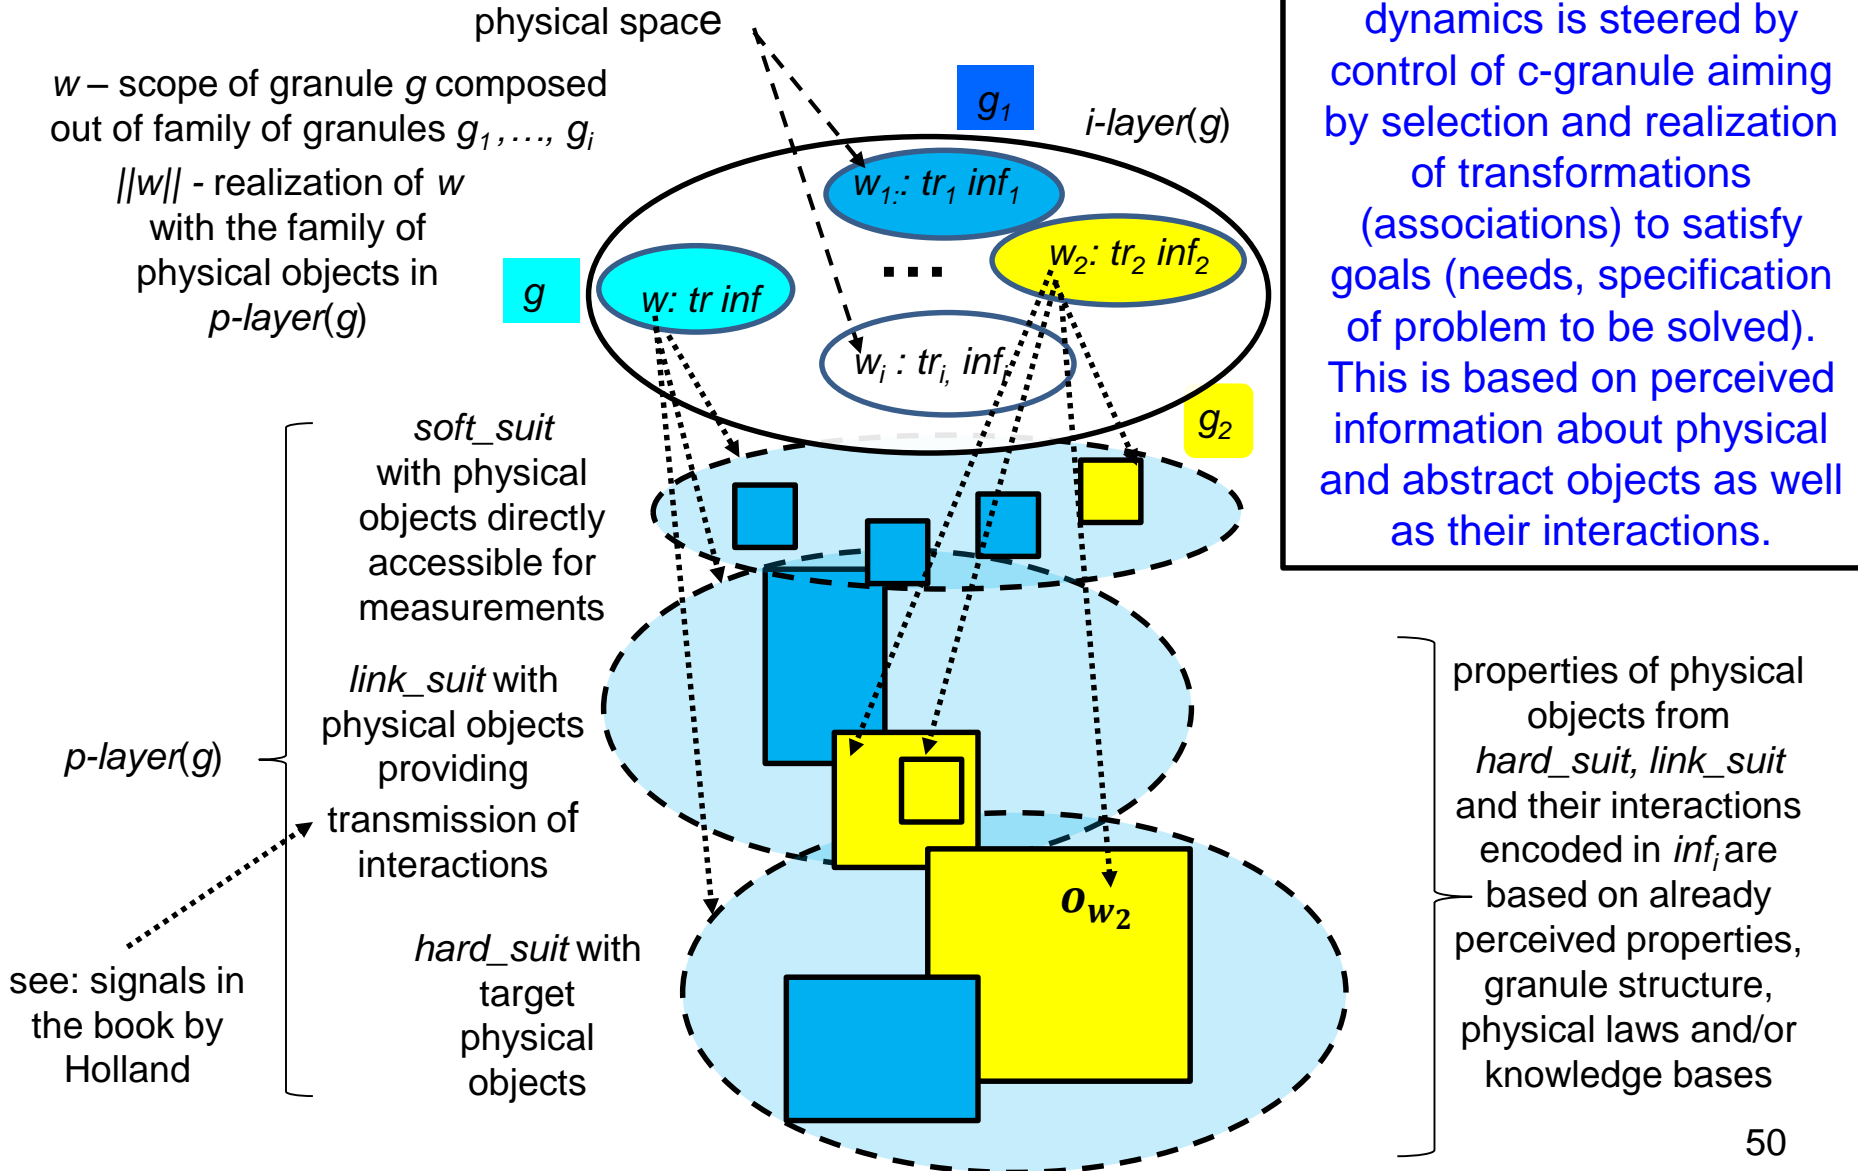 physical space
w – scope of granule g composed
out of family of granules g1 ,…, gi
||w|| - realization of w
with the family of
physical objects in
p-layer(g)
g1
i-layer(g)
w1:: tr1 inf1
w2: tr2 inf2
…
g
w: tr inf
wi : tri, infi
g2
dynamics is steered by
control of c-granule aiming
by selection and realization
of transformations
(associations) to satisfy
goals (needs, specification
of problem to be solved).
This is based on perceived
information about physical
and abstract objects as well
as their interactions.
soft_suit
with physical
objects directly
accessible for
measurements
p-layer(g)
link_suit with
physical objects
providing
transmission of
interactions
hard_suit with
target
physical
objects
see: signals in
the book by
Holland
ow2
properties of physical
objects from
hard_suit, link_suit
and their interactions
encoded in infi are
based on already
perceived properties,
granule structure,
physical laws and/or
knowledge bases
50